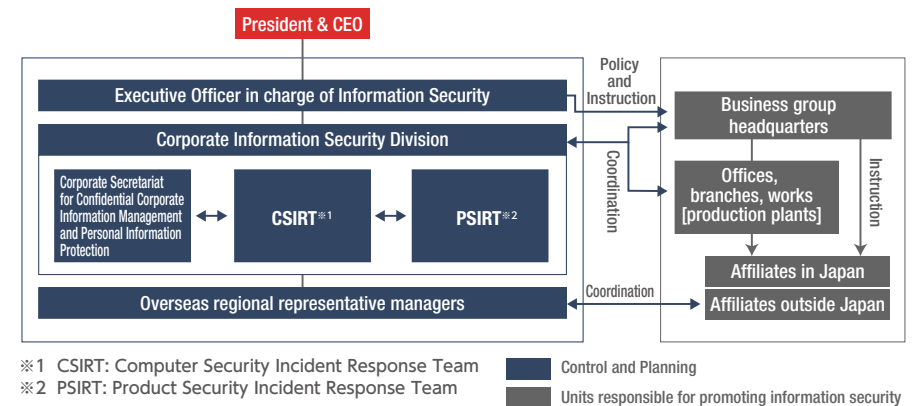 President & CEO
Executive Officer in charge of Information Security
Policy
and
Instruction
Business group
headquarters
Corporate Information Security Division
Coordination
Instruction
Corporate Secretariat
for Confidential Corporate
Information Management
and Personal Information
Protection
CSIRT※1
PSIRT※2
Offices,
branches, works
[production plants]
Affiliates in Japan
Overseas regional representative managers
Coordination
Affiliates outside Japan
※1 CSIRT: Computer Security Incident Response Team
※2 PSIRT: Product Security Incident Response Team
Control and Planning
Units responsible for promoting information security